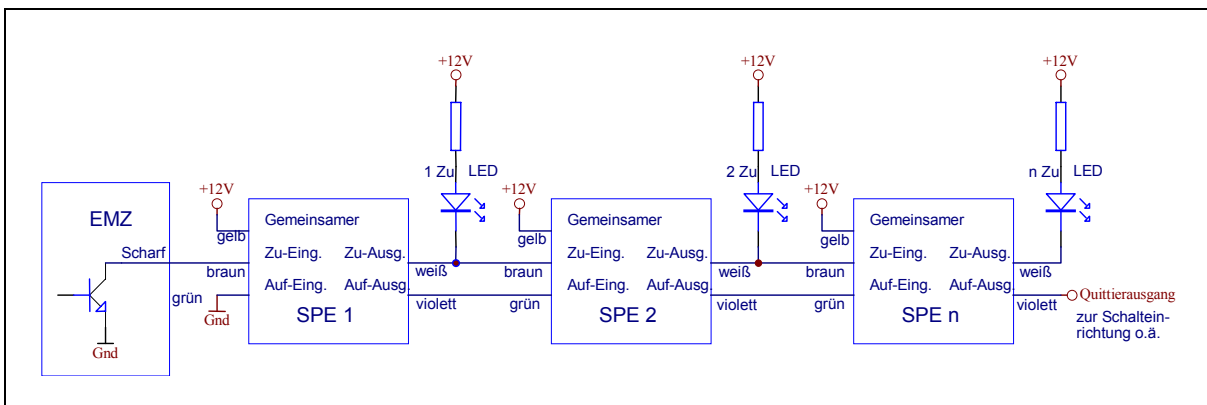 +12V
+12V
+12V
1 Zu
LED
2 Zu
LED
n Zu
LED
+12V
+12V
+12V
EMZ
Scharf
grün
Gnd
gelb
braun
Gnd
Gemeinsamer
Zu-Eing.
Zu-Ausg.
Auf-Eing.
Auf-Ausg.
SPE 1
weiß
violett
gelb
braun
grün
Gemeinsamer
Zu-Eing.
Zu-Ausg.
Auf-Eing.
Auf-Ausg.
SPE 2
weiß
violett
gelb
braun
grün
Gemeinsamer
Zu-Eing.
Zu-Ausg.
Auf-Eing.
Auf-Ausg.
SPE n
weiß
violett
Quittierausgang
zur Schaltein-
richtung o.ä.